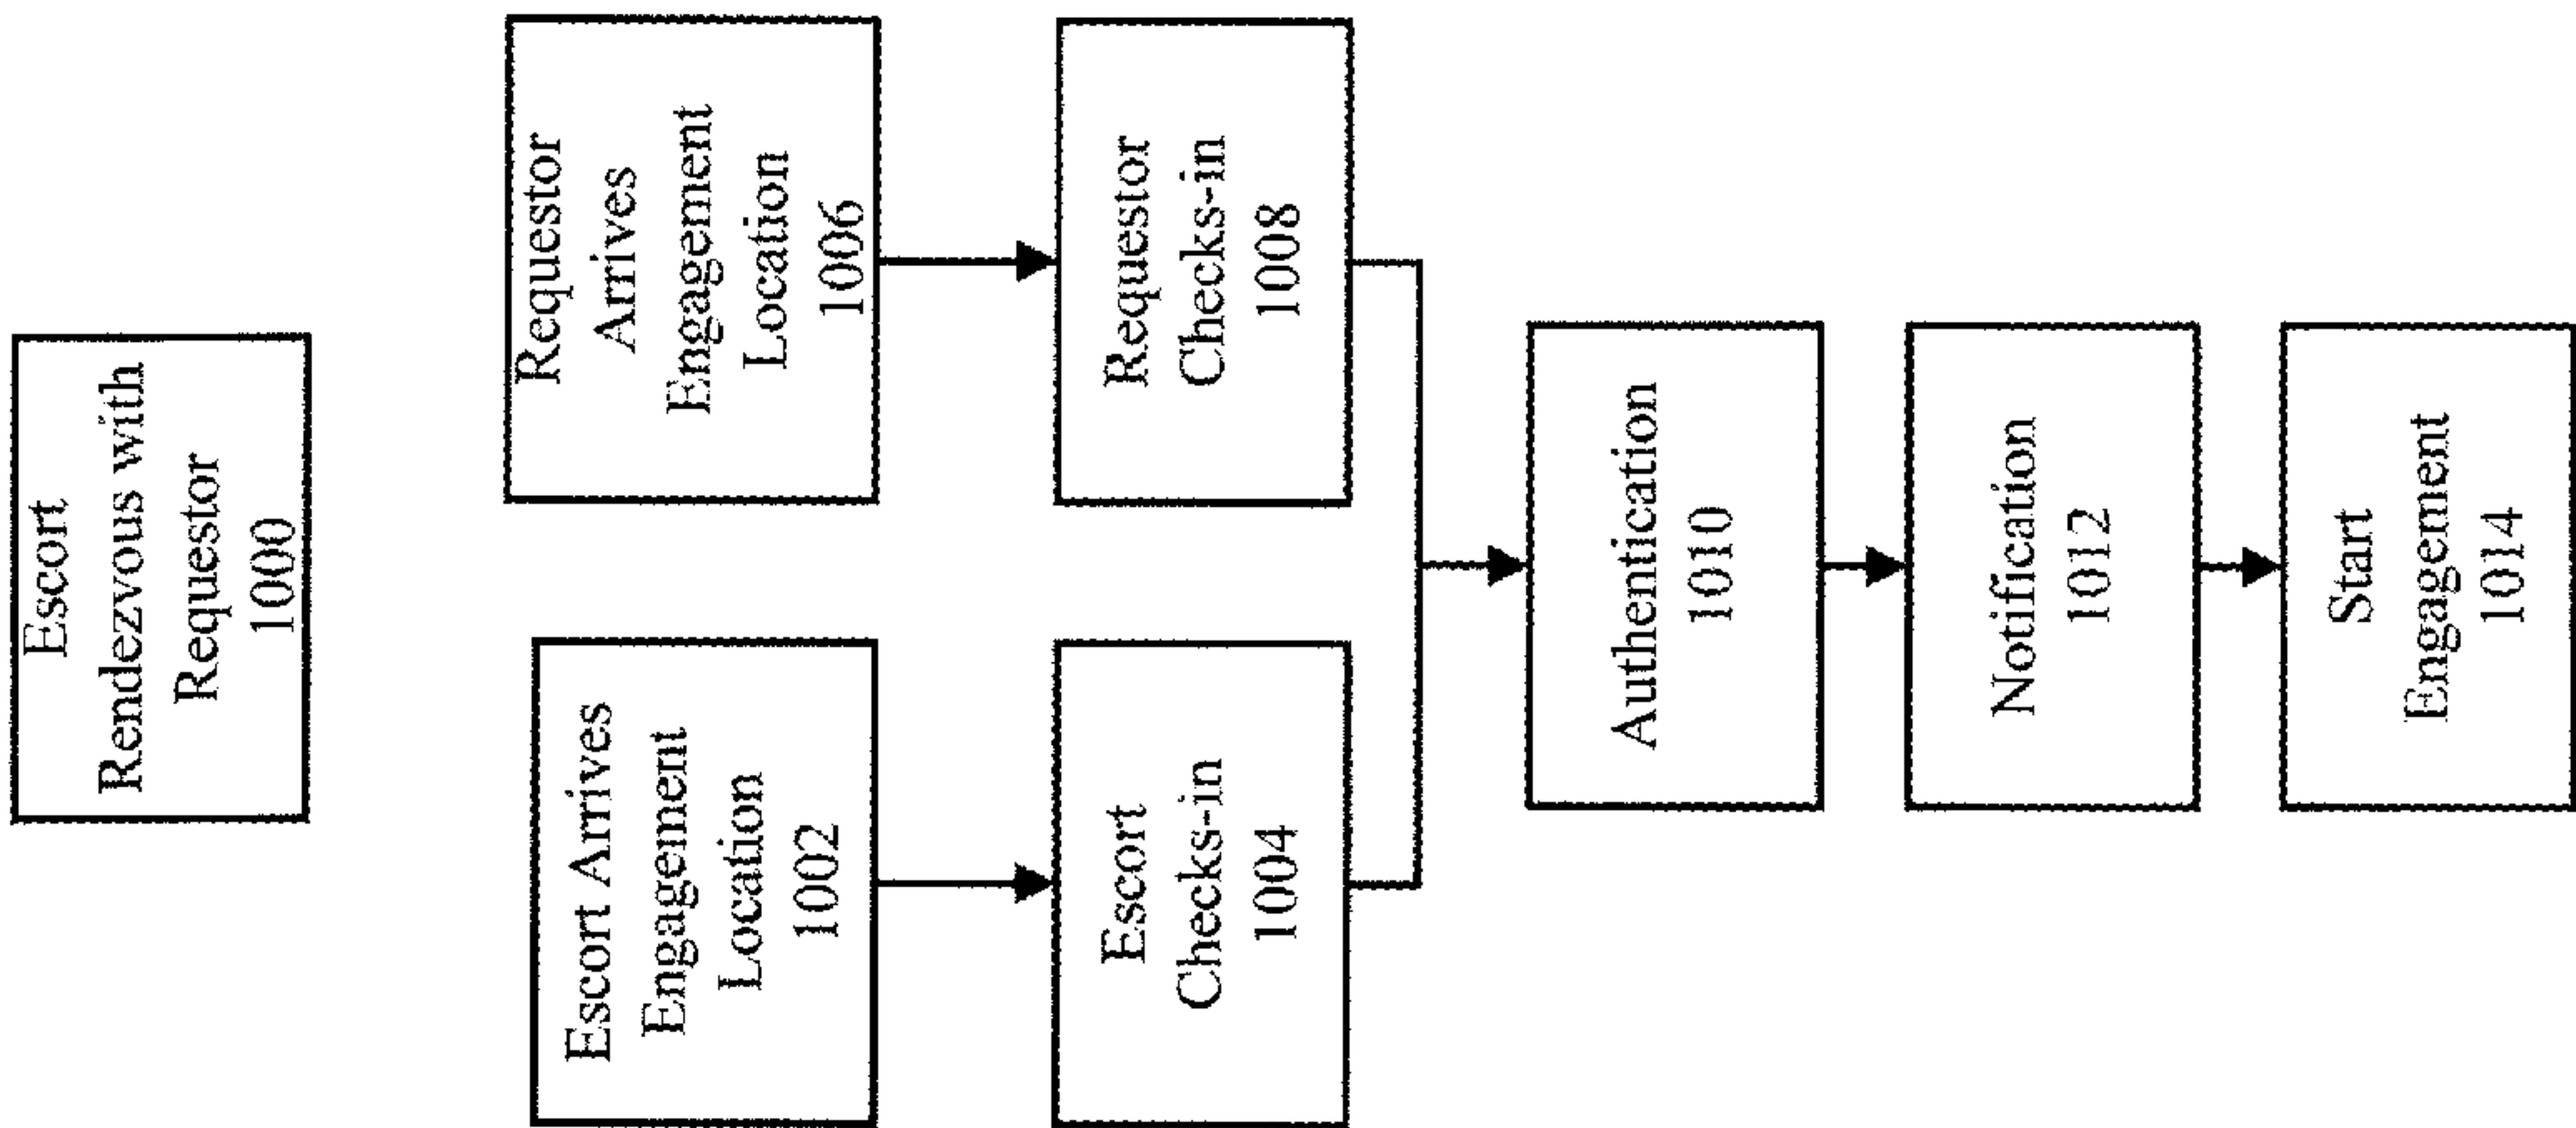 Escort
Rendezvous with
Requestor
1000
Escort Arrives
Engagement
Location
1002
Requestor
Arrives
Engagement
Location
1006
Escort
Checks-in
1004
Requestor
Checks-in
1008
Authentication
1010
Notification
1012
Start
Engagement
1014